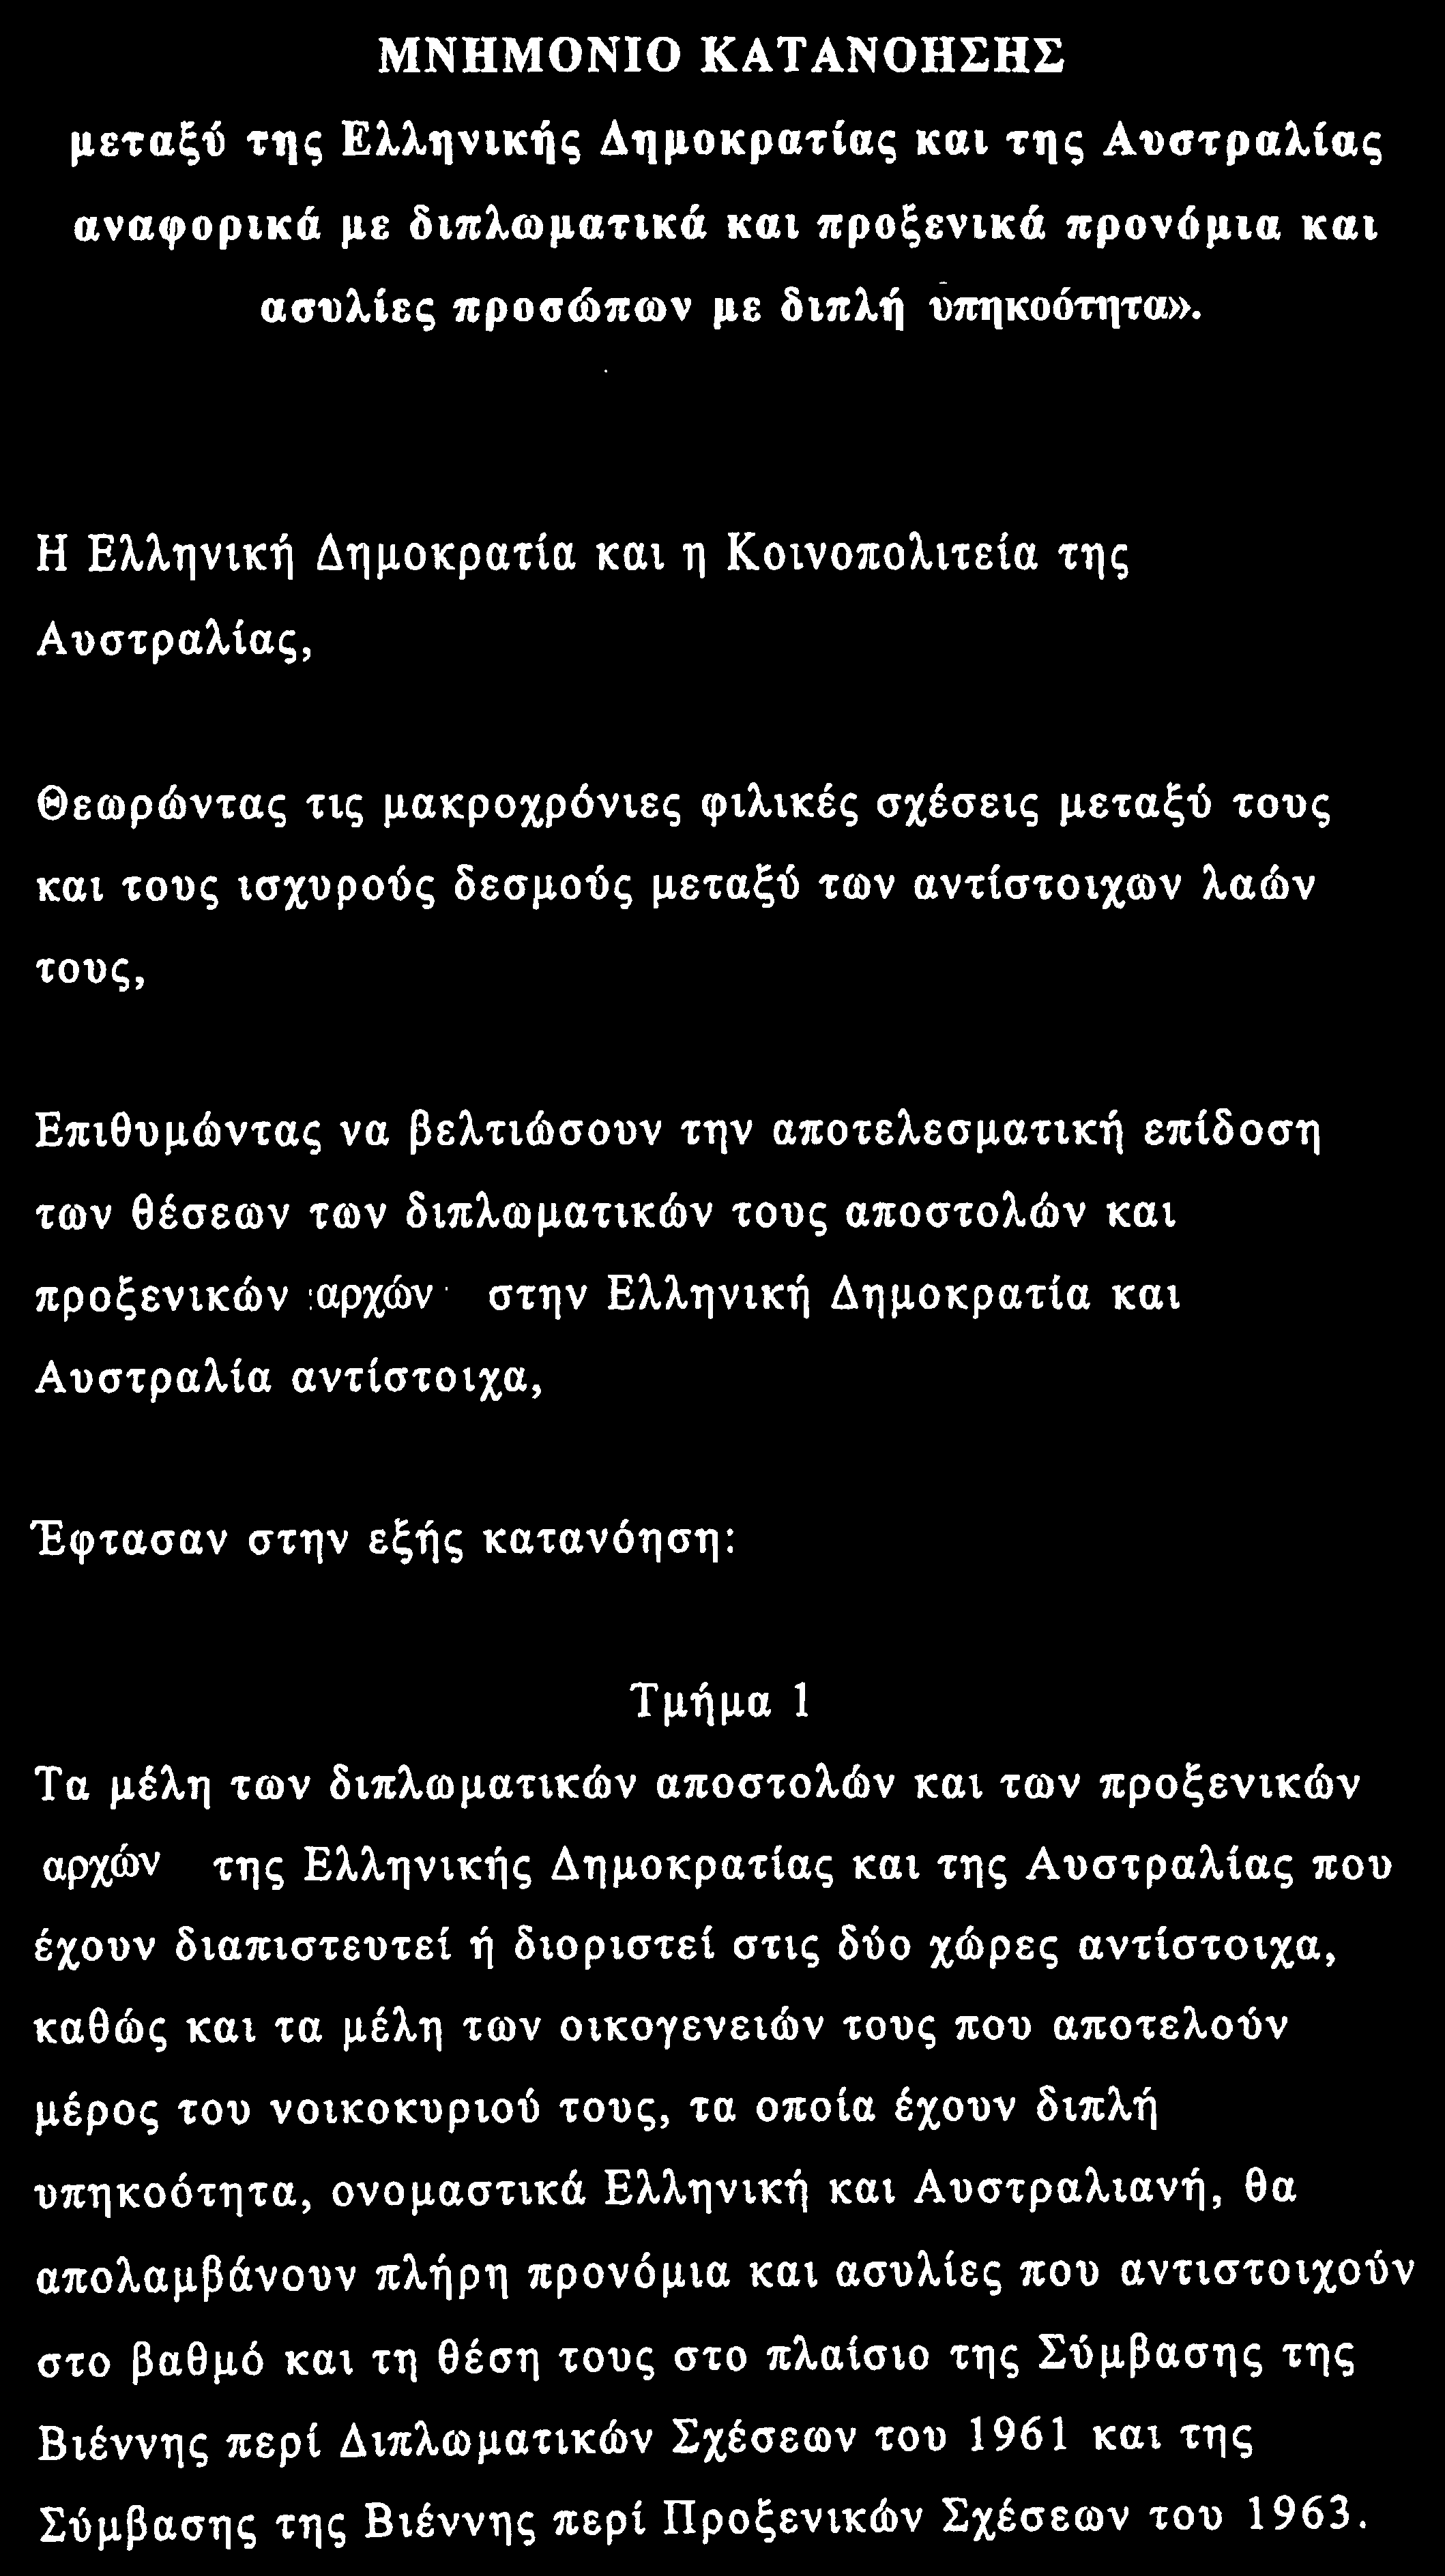 ΜΝΗΜΟΝΙΟ ΚΑΤΑΝΟΗΣΗΣ
μεταξύ της Ελληνικής Δημοκρατίας και της Αυστραλίας
αναφορικά με διπλωματικά και προξενικά προνόμια και
ασυλίες προσώπων με διπλή υπηκοότητα».
Η Ελληνική Δημοκρατία και η Κοινοπολιτεία της
Αυστραλίας,
Θεωρώντας τις μακροχρόνιες φιλικές σχέσεις μεταξύ τους
και τους ισχυρούς δεσμούς μεταξύ των αντίστοιχων λαών
τους,
Επιθυμώντας να βελτιώσουν την αποτελεσματική επίδοση
των θέσεων των διπλωματικών τους αποστολών και
προξενικών αρχών στην Ελληνική Δημοκρατία και
Αυστραλία αντίστοιχα,
Έφτασαν στην εξής κατανόηση:
Τμήμα 1
Τα μέλη των διπλωματικών αποστολών και των προξενικών
αρχών της Ελληνικής Δημοκρατίας και της Αυστραλίας που
έχουν διαπιστευτεί ή διοριστεί στις δύο χώρες αντίστοιχα,
καθώς και τα μέλη των οικογενειών τους που αποτελούν
μέρος του νοικοκυριού τους, τα οποία έχουν διπλή
υπηκοότητα, ονομαστικά Ελληνική και Αυστραλιανή, θα
απολαμβάνουν πλήρη προνόμια και ασυλίες που αντιστοιχούν
στο βαθμό και τη θέση τους στο πλαίσιο της Σύμβασης της
Βιέννης περί Διπλωματικών Σχέσεων του 1961 και της
Σύμβασης της Βιέννης περί Προξενικών Σχέσεων του 1963.